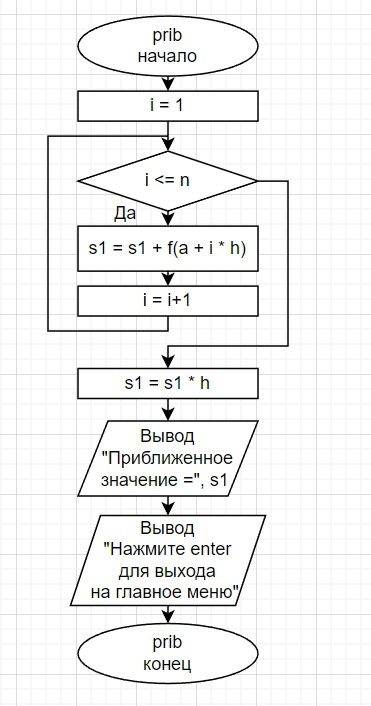 prib
начало
i = 1
i <= n
Да
s1 = s1 + f(a + i * h)
i = i+1
s1 = s1 * h
Вывод
"Приближенное
значение =", s1
Вывод
"Нажмите enter
для выхода
на главное меню"
prib
конец